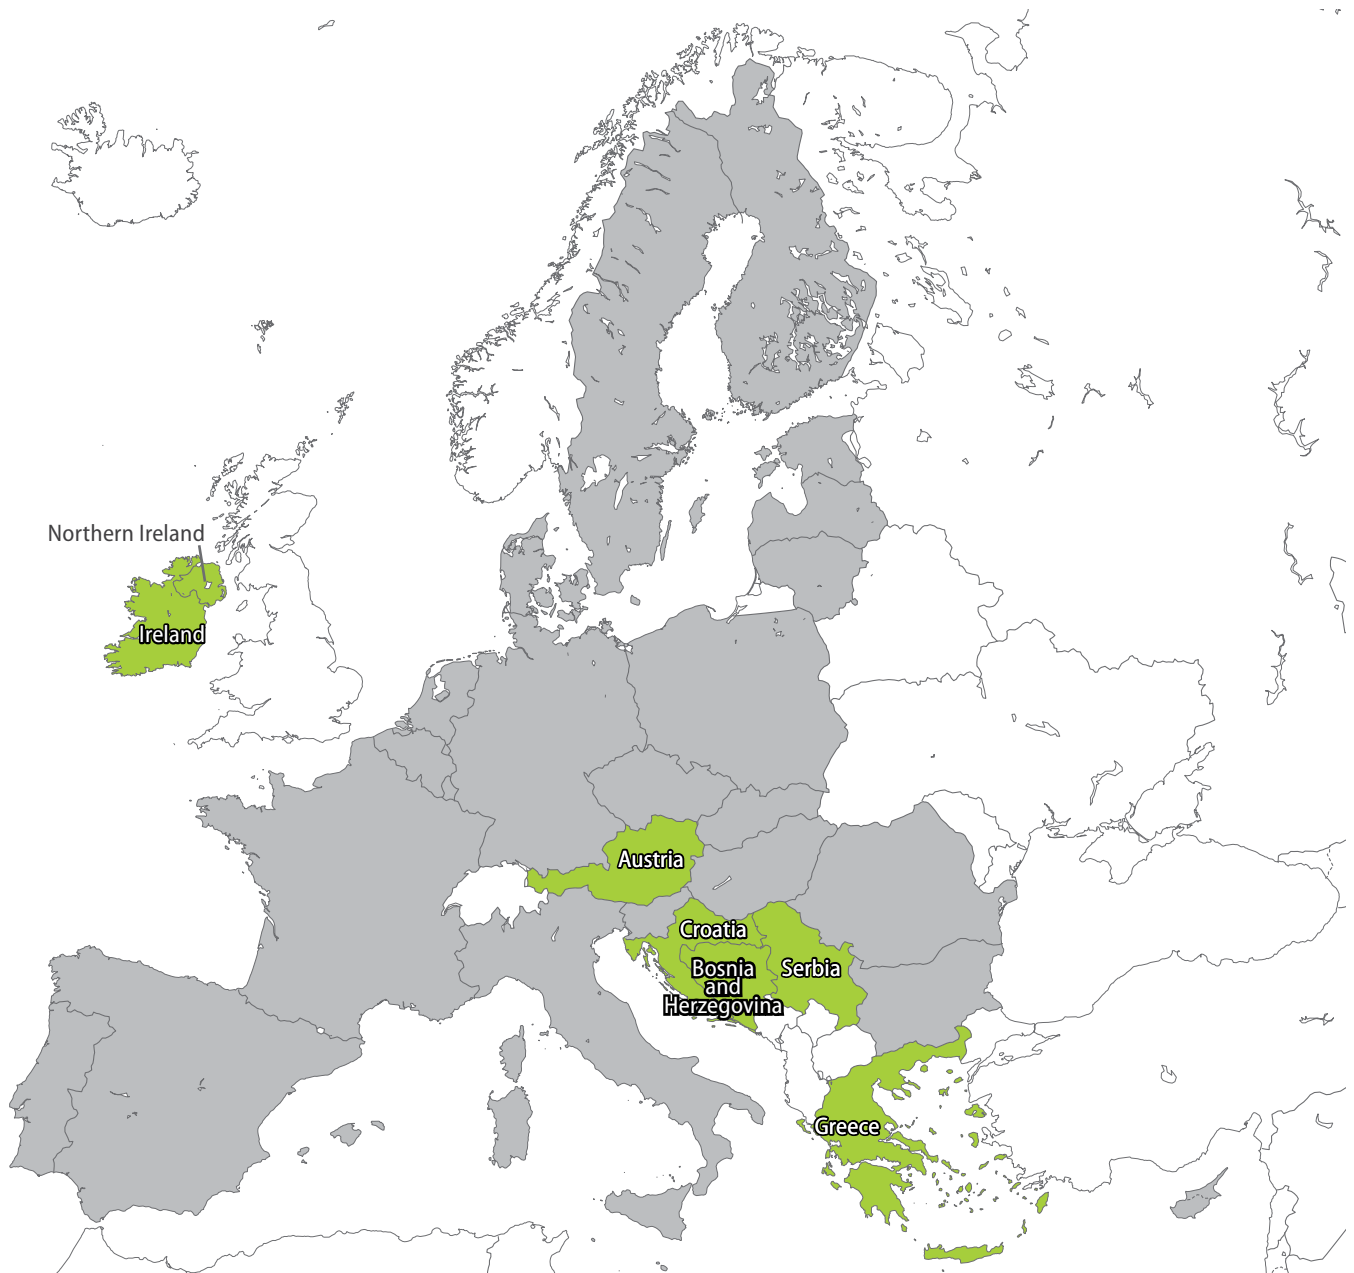 Northern Ireland
Ireland
Austria
Croatia
Bosnia
and
Herzegovina
Serbia
Greece